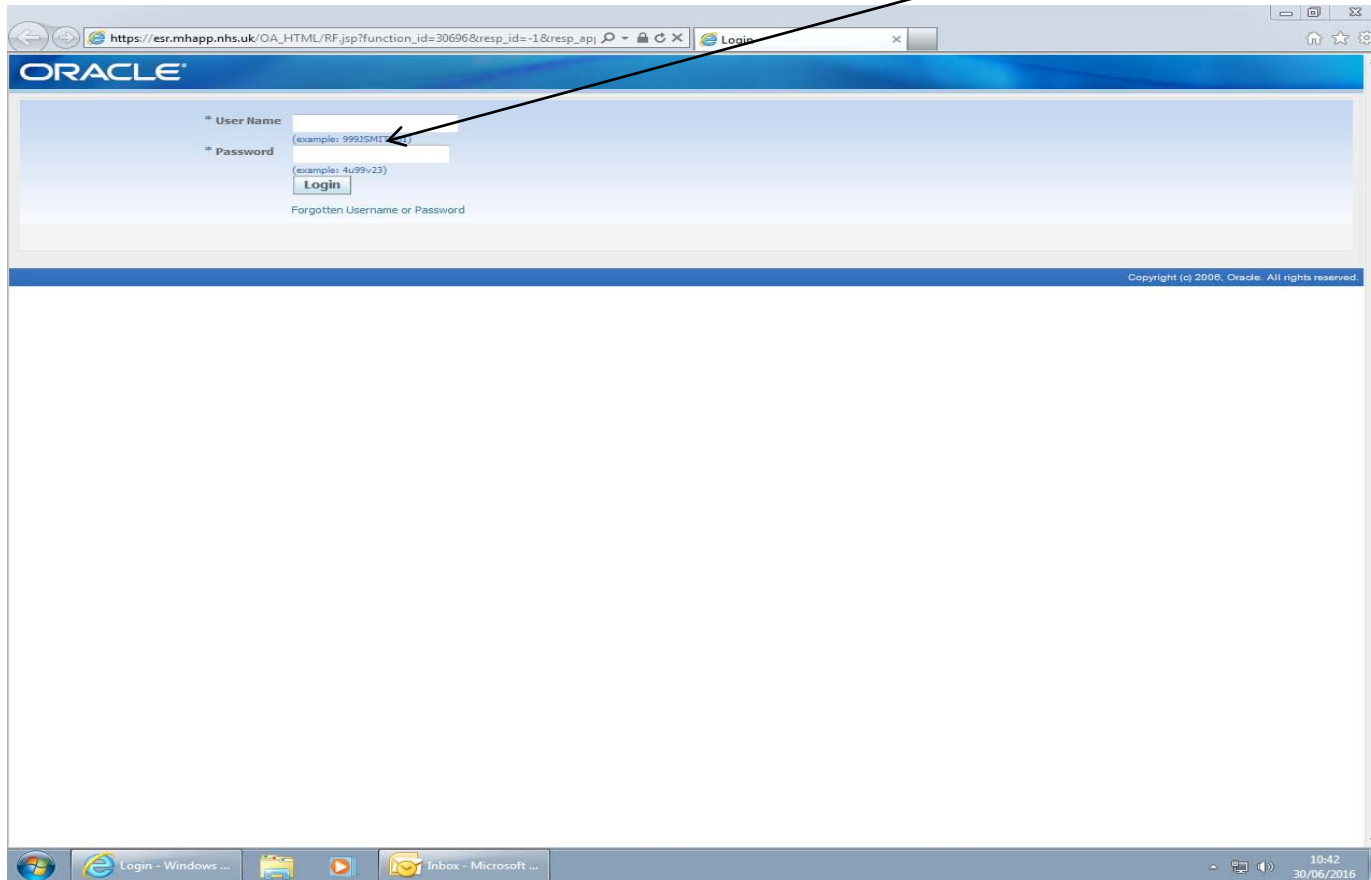 https://esr.mhapp.nhs.uk/OA_HTML/RF.jsp?function_id=30696&resp_id=-1&resp_ap
Login
ORACLE
* User Name
(example: 999JSMIT
* Password
(example: 4u99v23)
Login
Forgotten Username or Password
Copyright (c) 2006, Oracle. All rights reserved.
Login - Windows ...
Inbox - Microsoft ...
10:42
30/06/2016